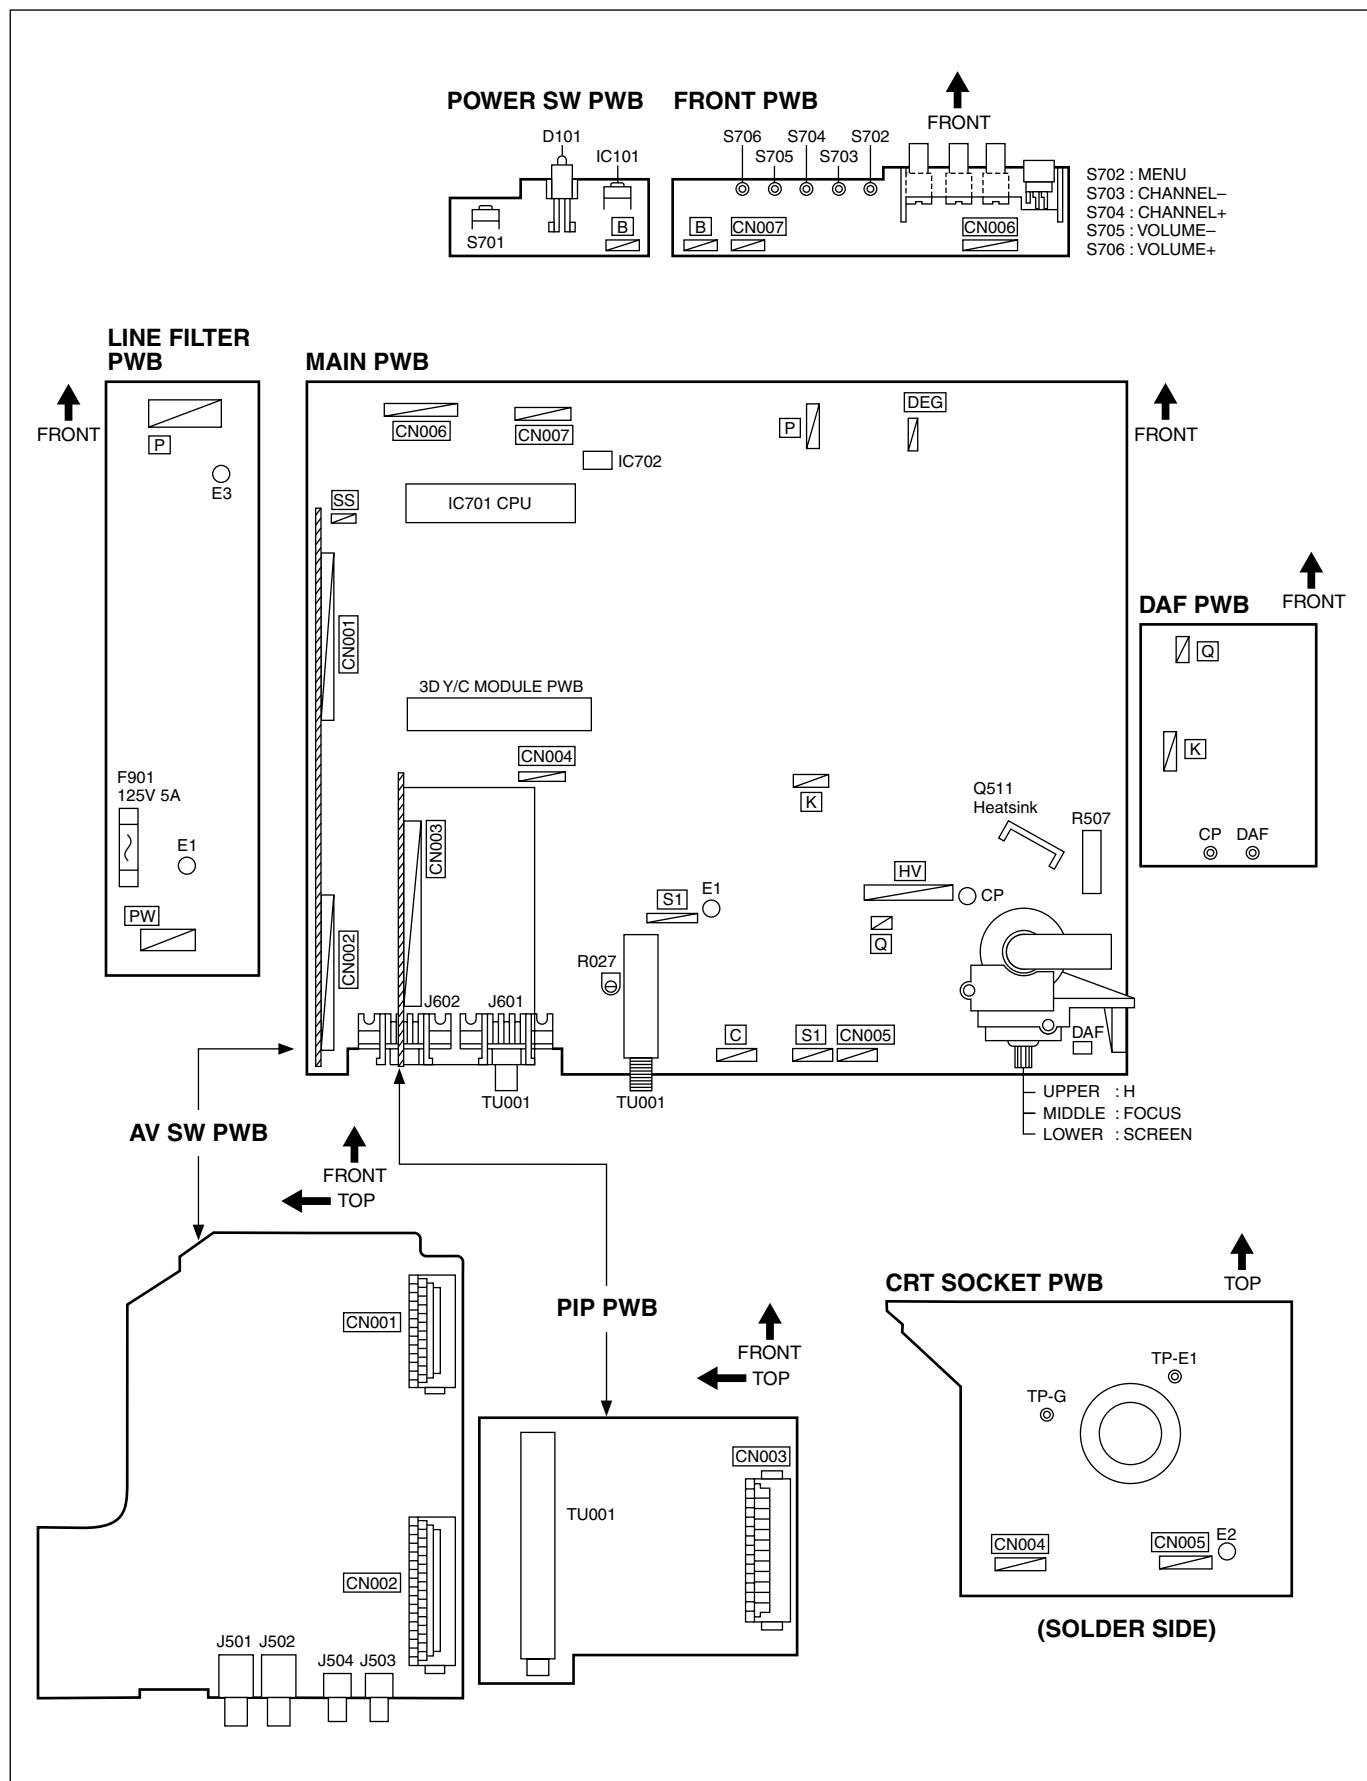 POWER SW PWB
FRONT PWB
FRONT
D101
IC101
S701
B
S706
S704
S702
S705
S703
B
CN007
CN006
S702 : MENU
S703 : CHANNEL–
S704 : CHANNEL+
S705 : VOLUME–
S706 : VOLUME+
LINE FILTER
PWB
FRONT
P
E3
F901
125V 5A
E1
PW
MAIN PWB
FRONT
CN006
CN007
IC702
P
DEG
SS
IC701 CPU
CN001
3D Y/C MODULE PWB
CN004
CN003
K
Q511
Heatsink
R507
HV
CP
S1
E1
Q
CN002
R027
J602
J601
C
S1
CN005
DAF
TU001
TU001
UPPER : H
MIDDLE : FOCUS
LOWER : SCREEN
DAF PWB
FRONT
Q
K
CP
DAF
AV SW PWB
FRONT
TOP
CN001
CN002
J501
J502
J504
J503
PIP PWB
FRONT
TOP
CN003
TU001
CRT SOCKET PWB
TOP
TP-E1
TP-G
CN004
CN005
E2
(SOLDER SIDE)